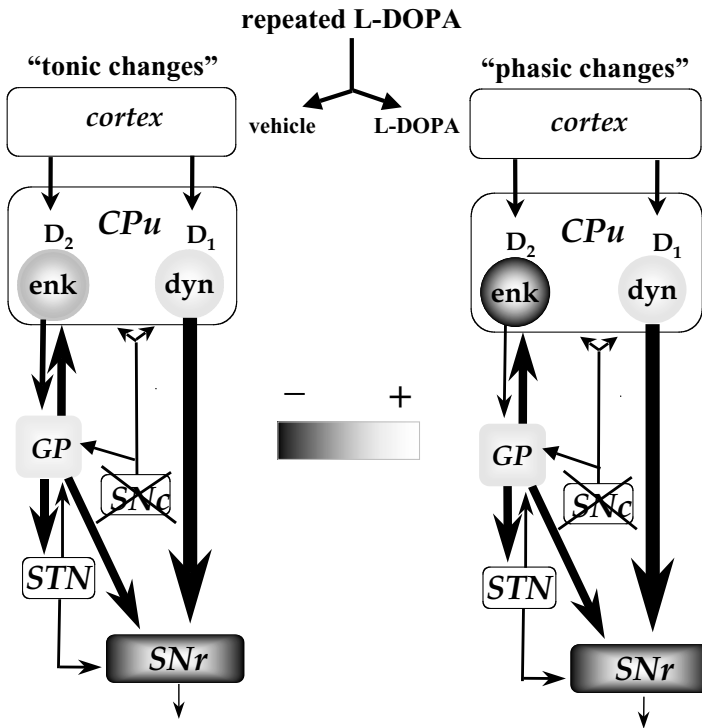 repeated L-DOPA
“tonic changes”
vehicle
L-DOPA
“phasic changes”
cortex
CPu
D2
D1
enk
dyn
GP
SNc
STN
SNr
− +
cortex
CPu
D2
D1
enk
dyn
GP
SNc
STN
SNr